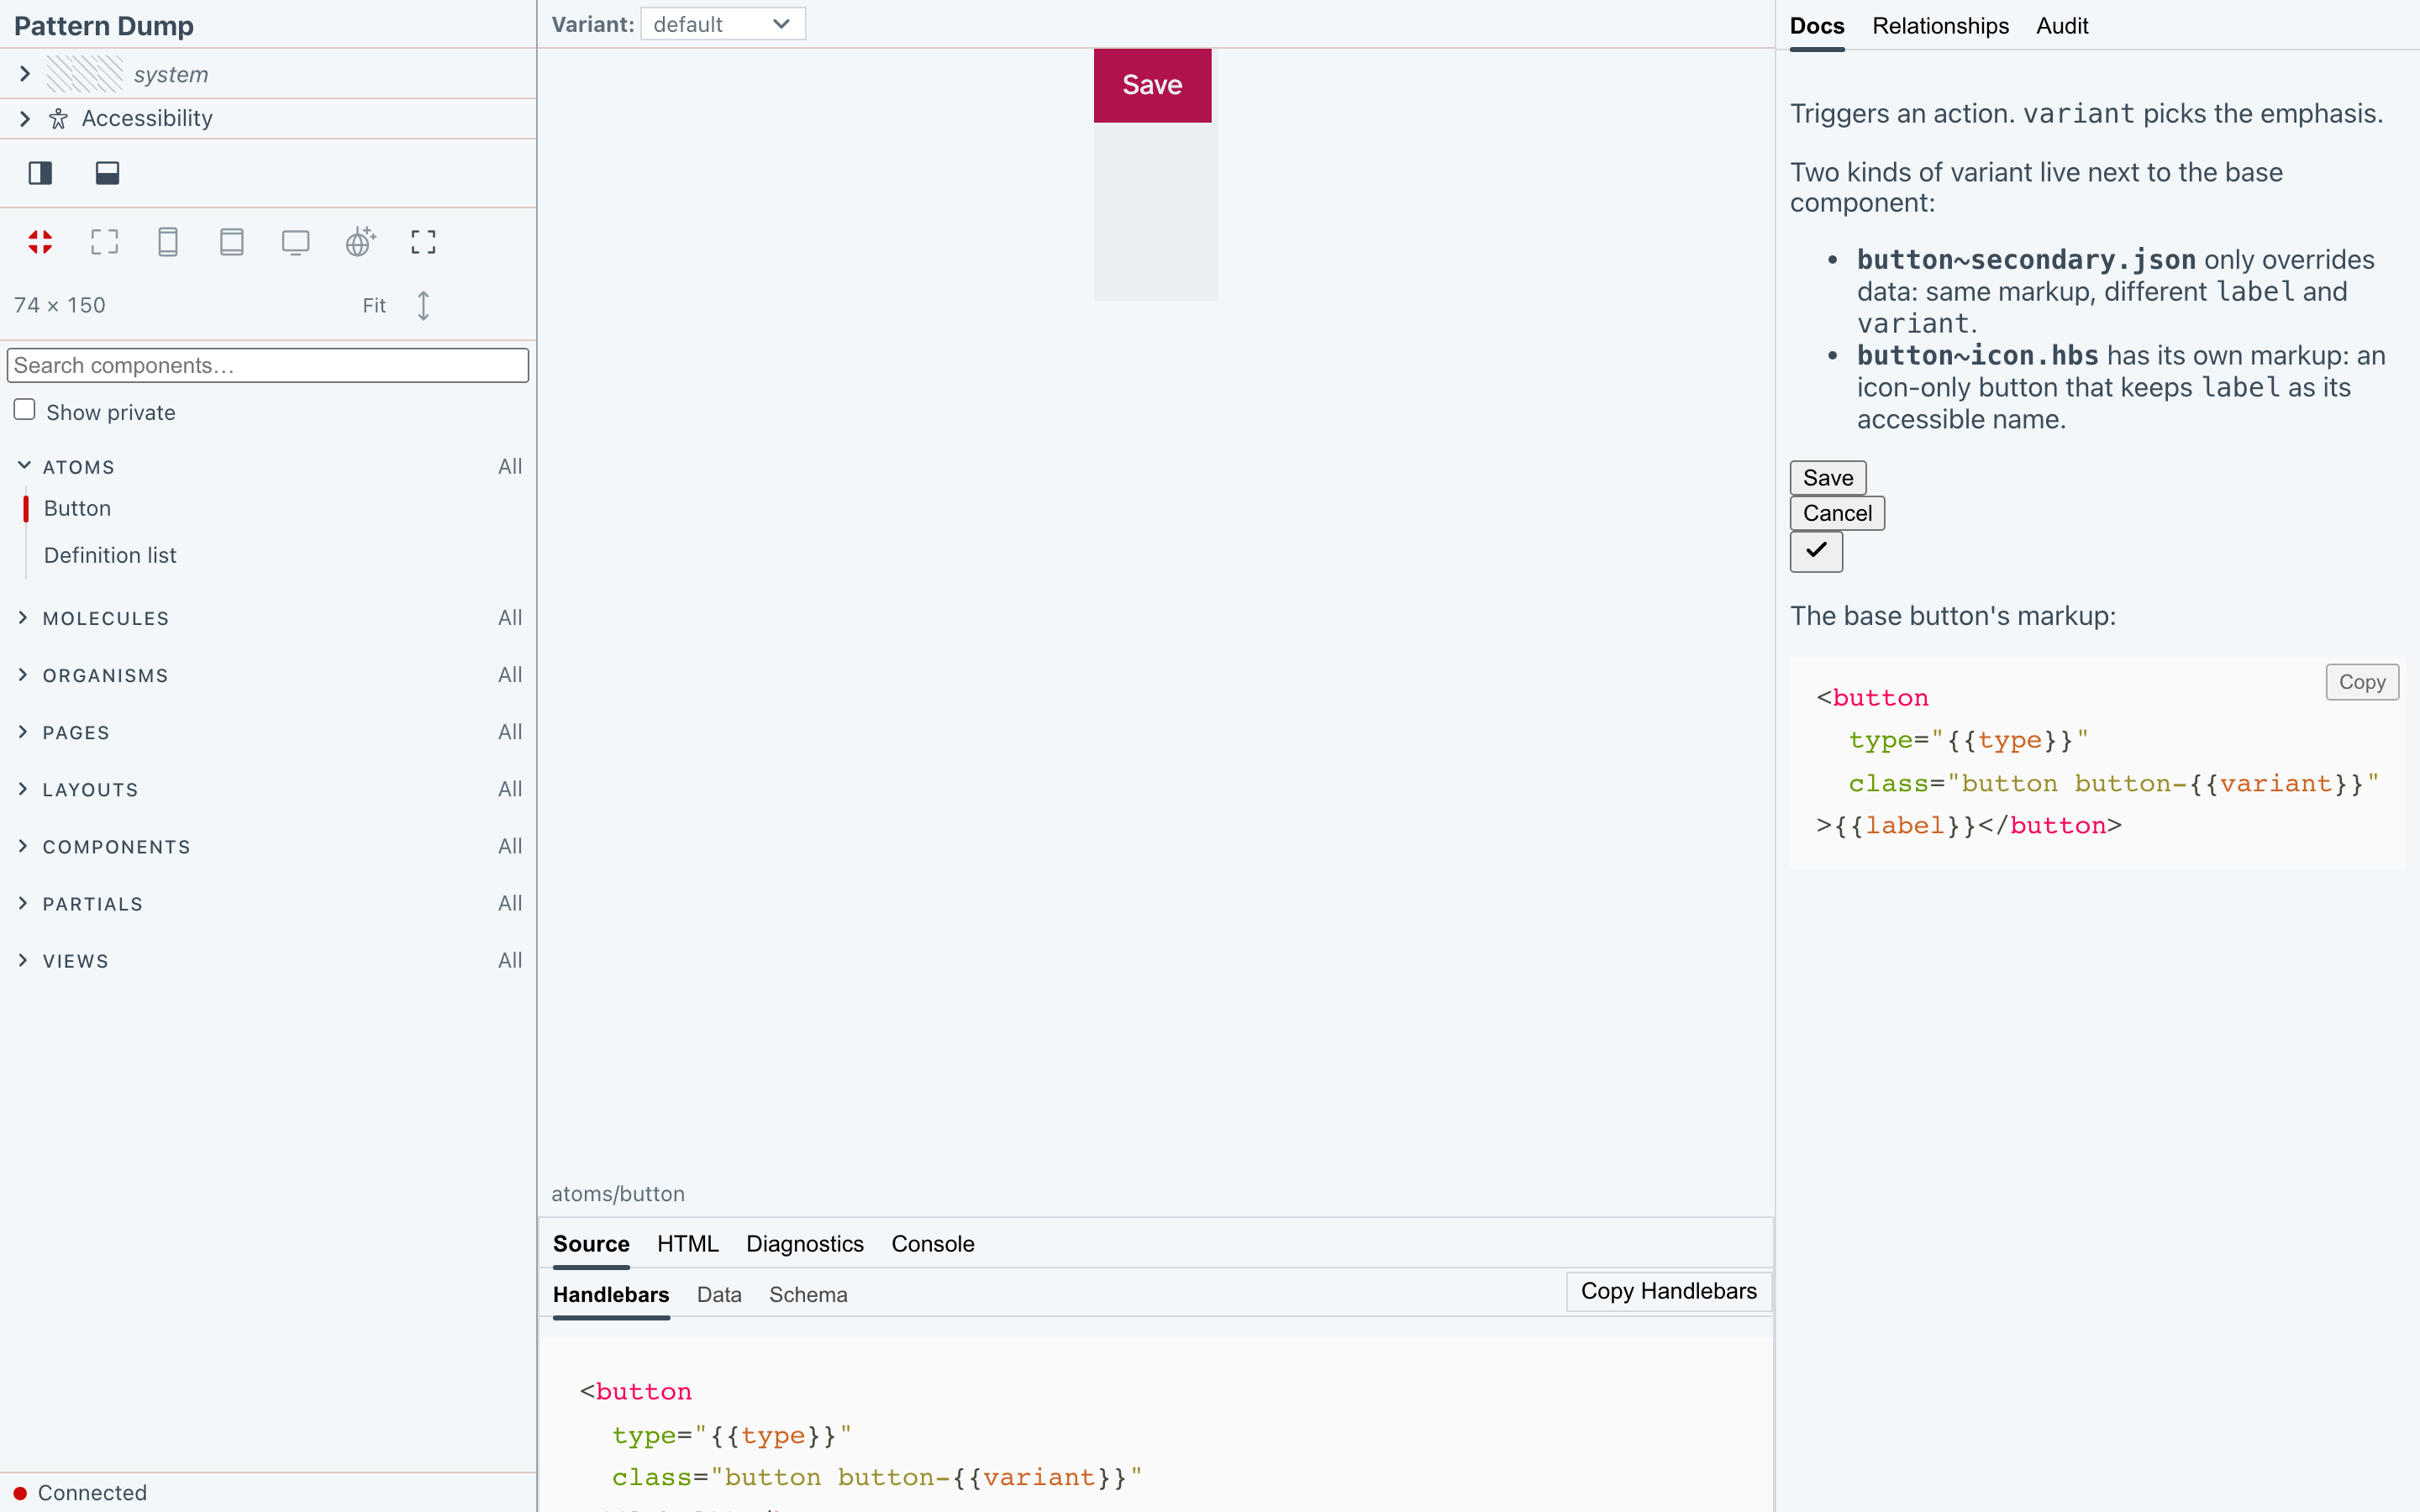 Pattern Dump
system
Accessibility
74 × 150
Fit
Search components…
Show private
ATOMS
All
Button
Definition list
MOLECULES
All
ORGANISMS
All
PAGES
All
LAYOUTS
All
COMPONENTS
All
PARTIALS
All
VIEWS
All
Connected
Variant: default
Save
atoms/button
Source HTML Diagnostics Console
Handlebars Data Schema
Copy Handlebars
<button
type="{{type}}"
class="button button-{{variant}}"
Docs Relationships Audit
Triggers an action. variant picks the emphasis.
Two kinds of variant live next to the base
component:
• button~secondary.json only overrides
data: same markup, different label and
variant.
• button~icon.hbs has its own markup: an
icon-only button that keeps label as its
accessible name.
Save
Cancel
The base button's markup:
Copy
<button
type="{{type}}"
class="button button-{{variant}}"
>{{label}}</button>